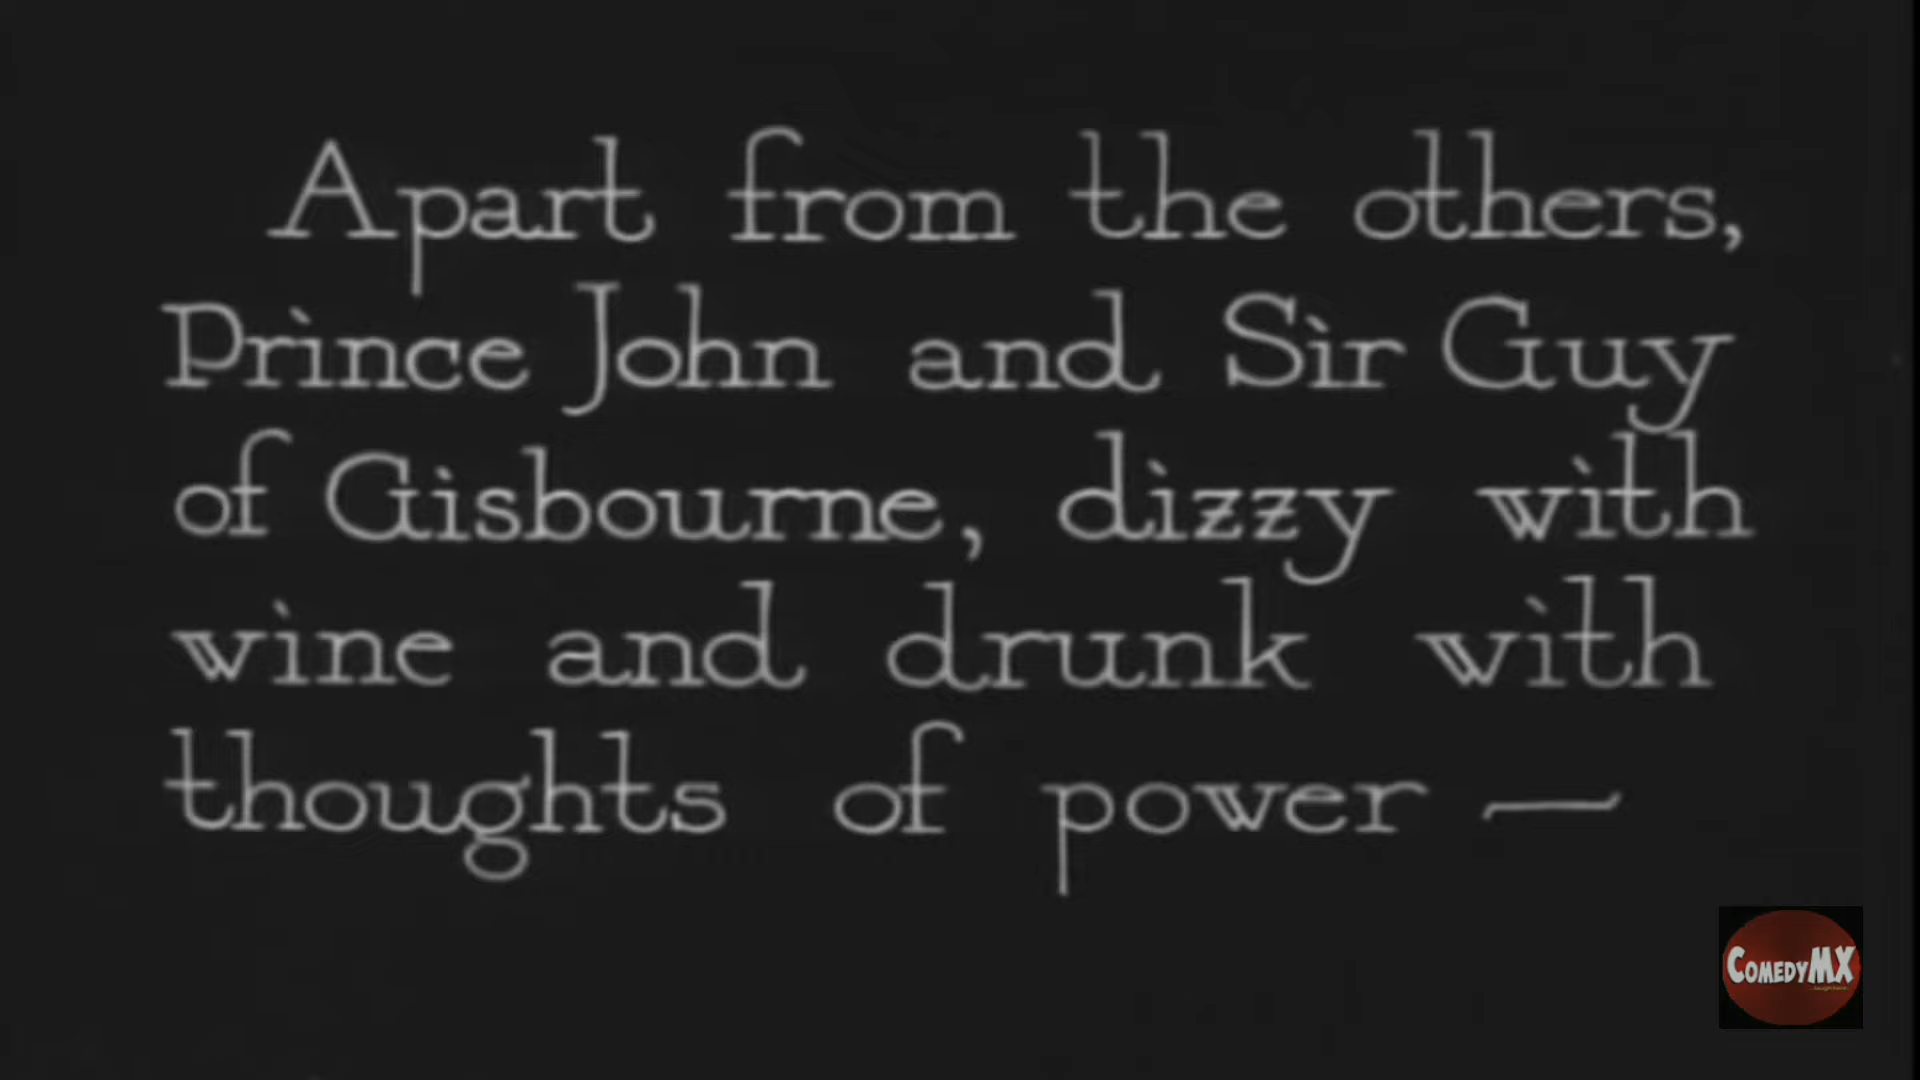 Apart from the others,
Prince John and Sir Guy
of Gisbourne, dizzy with
wine and drunk with
thoughts of power —
COMEDYMX